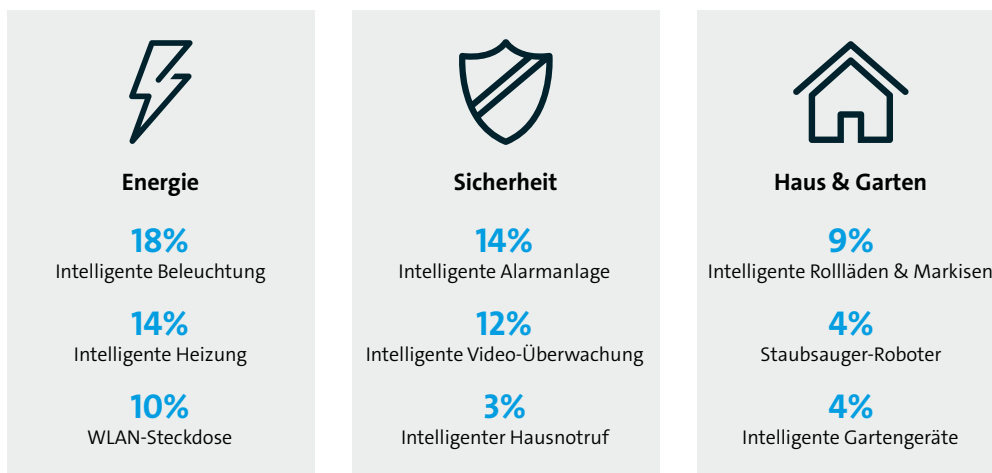 Energie
18%
Intelligente Beleuchtung
14%
Intelligente Heizung
10%
WLAN-Steckdose
Sicherheit
14%
Intelligente Alarmanlage
12%
Intelligente Video-Überwachung
3%
Intelligenter Hausnotruf
Haus & Garten
9%
Intelligente Rollläden & Markisen
4%
Staubsauger-Roboter
4%
Intelligente Gartengeräte